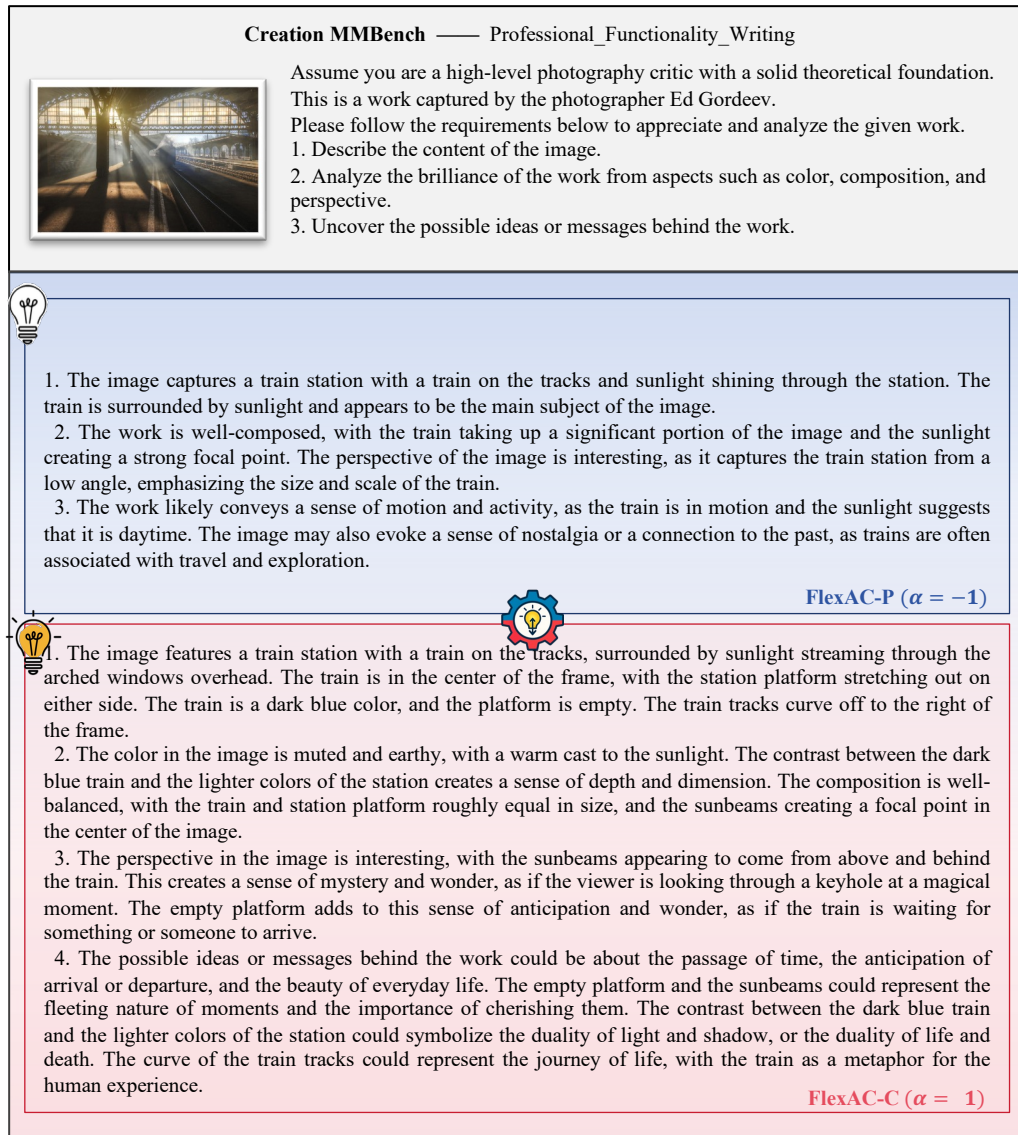 Creation MMBench —— Professional_Functionality_Writing
Assume you are a high-level photography critic with a solid theoretical foundation.
This is a work captured by the photographer Ed Gordeev.
Please follow the requirements below to appreciate and analyze the given work.
1. Describe the content of the image.
2. Analyze the brilliance of the work from aspects such as color, composition, and
perspective.
3. Uncover the possible ideas or messages behind the work.
1. The image captures a train station with a train on the tracks and sunlight shining through the station. The
train is surrounded by sunlight and appears to be the main subject of the image.
2. The work is well-composed, with the train taking up a significant portion of the image and the sunlight
creating a strong focal point. The perspective of the image is interesting, as it captures the train station from a
low angle, emphasizing the size and scale of the train.
3. The work likely conveys a sense of motion and activity, as the train is in motion and the sunlight suggests
that it is daytime. The image may also evoke a sense of nostalgia or a connection to the past, as trains are often
associated with travel and exploration.
FlexAC-P (α = −1)
1. The image features a train station with a train on the tracks, surrounded by sunlight streaming through the
arched windows overhead. The train is in the center of the frame, with the station platform stretching out on
either side. The train is a dark blue color, and the platform is empty. The train tracks curve off to the right of
the frame.
2. The color in the image is muted and earthy, with a warm cast to the sunlight. The contrast between the dark
blue train and the lighter colors of the station creates a sense of depth and dimension. The composition is well-
balanced, with the train and station platform roughly equal in size, and the sunbeams creating a focal point in
the center of the image.
3. The perspective in the image is interesting, with the sunbeams appearing to come from above and behind
the train. This creates a sense of mystery and wonder, as if the viewer is looking through a keyhole at a magical
moment. The empty platform adds to this sense of anticipation and wonder, as if the train is waiting for
something or someone to arrive.
4. The possible ideas or messages behind the work could be about the passage of time, the anticipation of
arrival or departure, and the beauty of everyday life. The empty platform and the sunbeams could represent the
fleeting nature of moments and the importance of cherishing them. The contrast between the dark blue train
and the lighter colors of the station could symbolize the duality of light and shadow, or the duality of life and
death. The curve of the train tracks could represent the journey of life, with the train as a metaphor for the
human experience.
FlexAC-C (α = 1)